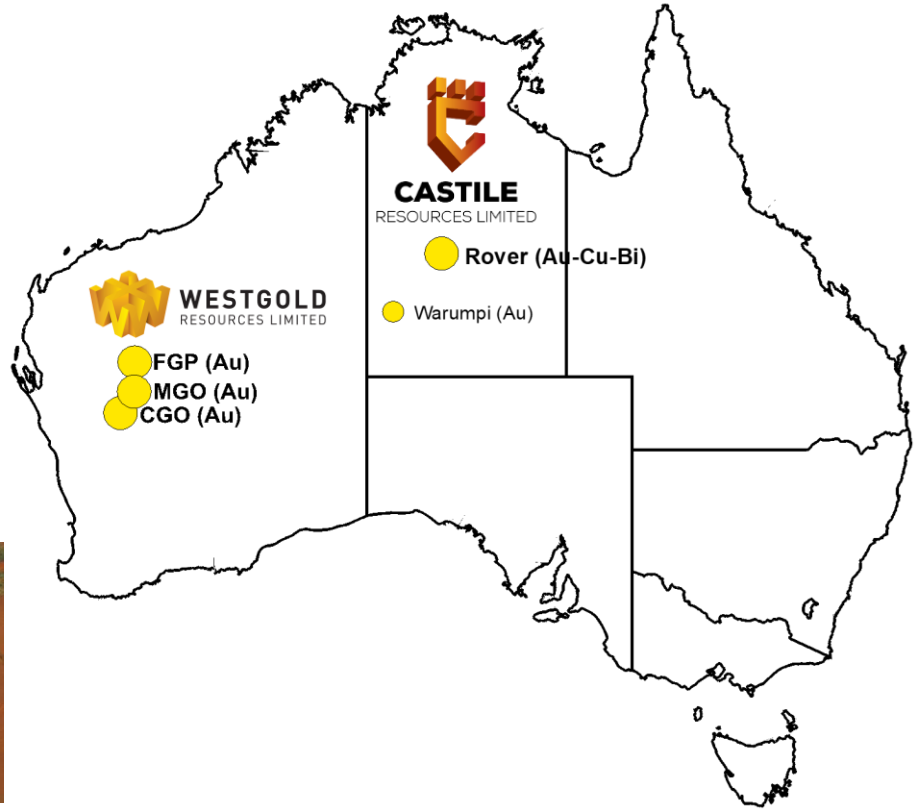 CASTILE
RESOURCES LIMITED
Rover (Au-Cu-Bi)
Warumpi (Au)
WESTGOLD
RESOURCES LIMITED
FGP (Au)
MGO (Au)
CGO (Au)